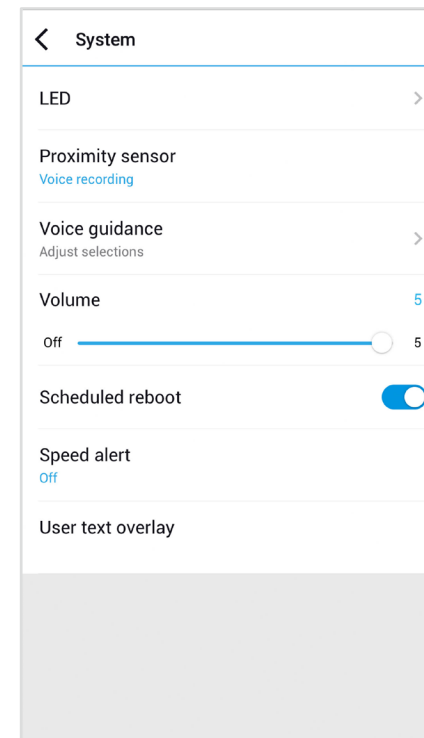 System
LED
Proximity sensor
Voice recording
Voice guidance
Adjust selections
Volume 5
Off 5
Scheduled reboot
Speed alert
Off
User text overlay